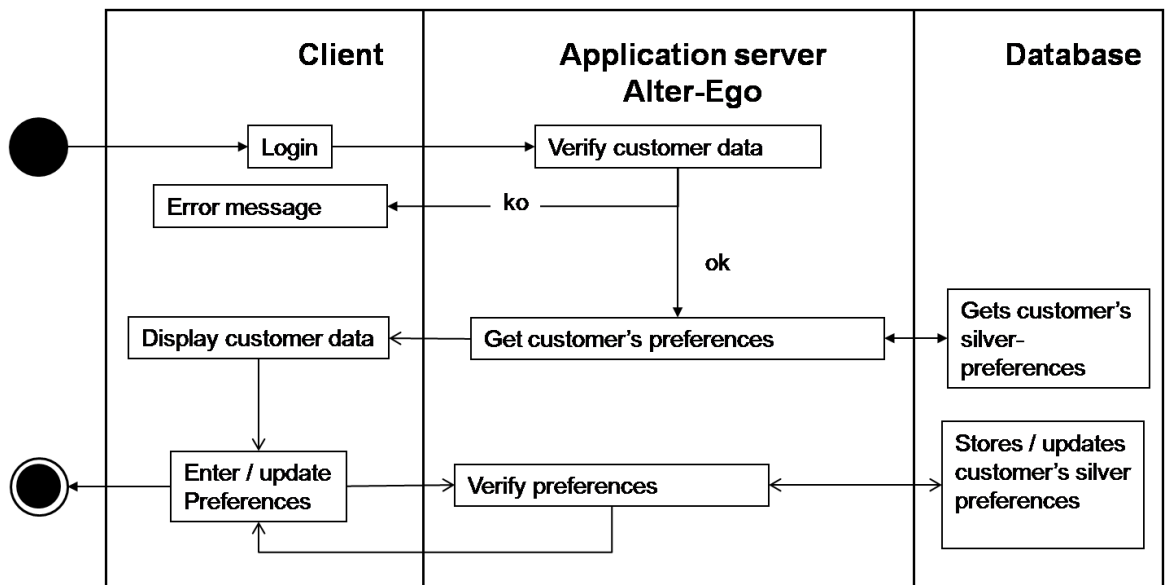 Client
Application server
Alter-Ego
Database
Login
Verify customer data
Error message
ko
ok
Display customer data
Get customer's preferences
Gets customer's
silver-
preferences
Enter / update
Preferences
Verify preferences
Stores / updates
customer's silver
preferences